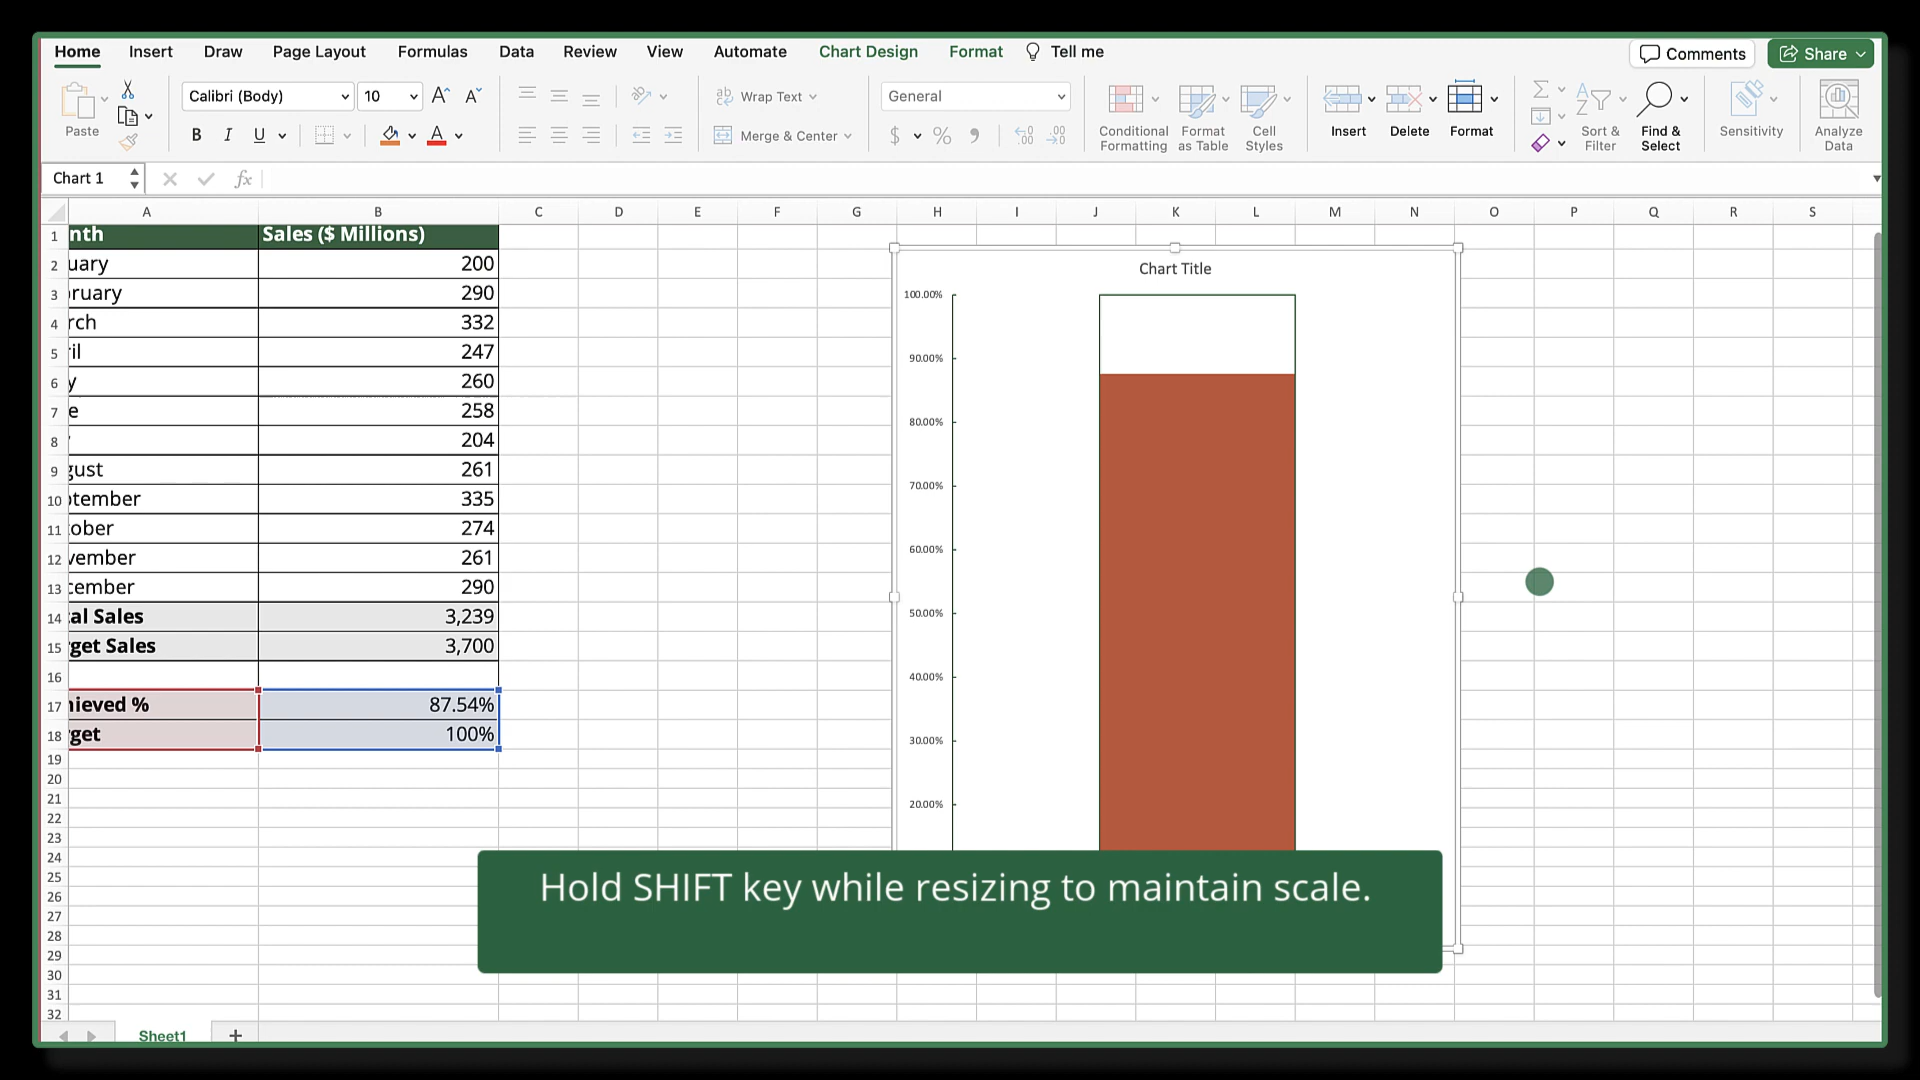 Home Insert Draw Page Layout Formulas Data Review View Automate Chart Design Format Tell me Comments Share
Paste
Calibri (Body) 10
B I U
Wrap Text
Merge & Center
General
$ % ,
Conditional Formatting
Format as Table
Cell Styles
Insert
Delete
Format
Sort & Filter
Find & Select
Sensitivity
Analyze Data
Chart 1 fx
A B C D E F G H I J K L M N O P Q R S
1 nth Sales ($ Millions)
2 uary 200
3 ruary 290
4 rch 332
5 il 247
6 y 260
7 e 258
8 204
9 gust 261
10 tember 335
11 ober 274
12 vember 261
13 cember 290
14 al Sales 3,239
15 get Sales 3,700
16
17 hieved % 87.54%
18 get 100%
19
20
21
22
23
24
25
26
27
28
29
30
31
32
Chart Title
100.00%
90.00%
80.00%
70.00%
60.00%
50.00%
40.00%
30.00%
20.00%
Hold SHIFT key while resizing to maintain scale.
Sheet1 +